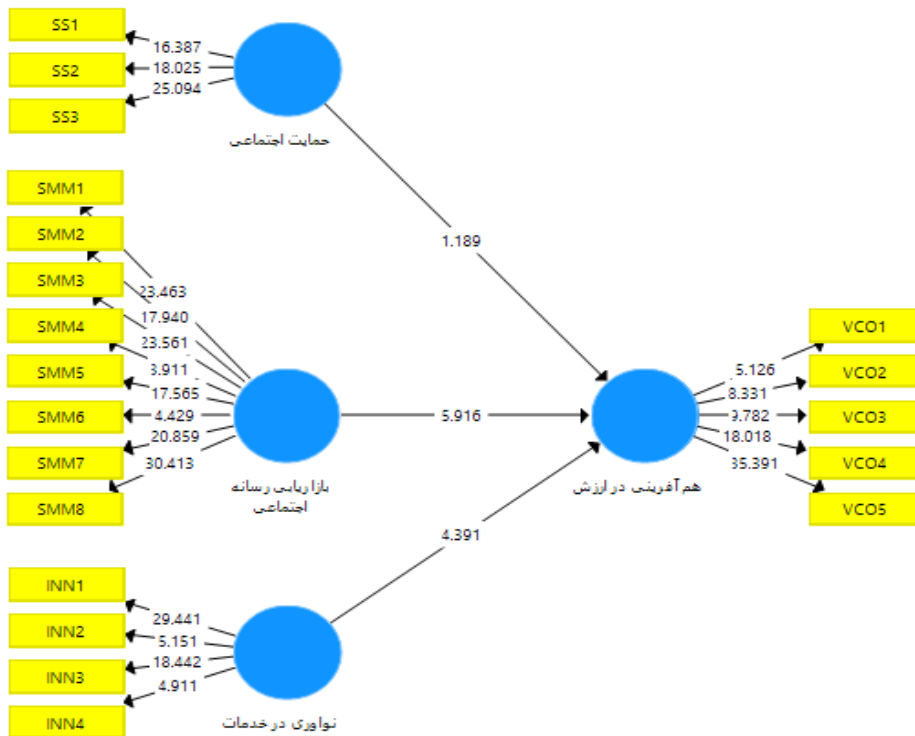 SS1
SS2
SS3
16.387
18.025
25.094
حمایت اجتماعی
1.189
SMM1
SMM2
SMM3
SMM4
SMM5
SMM6
SMM7
SMM8
23.463
17.940
23.561
3.911
17.565
4.429
20.859
30.413
بازاریابی رسانه
اجتماعی
5.916
هم آفرینی در ارزش
5.126
8.331
9.782
18.018
35.391
VCO1
VCO2
VCO3
VCO4
VCO5
4.391
INN1
INN2
INN3
INN4
29.441
5.151
18.442
4.911
نوآوری در خدمات